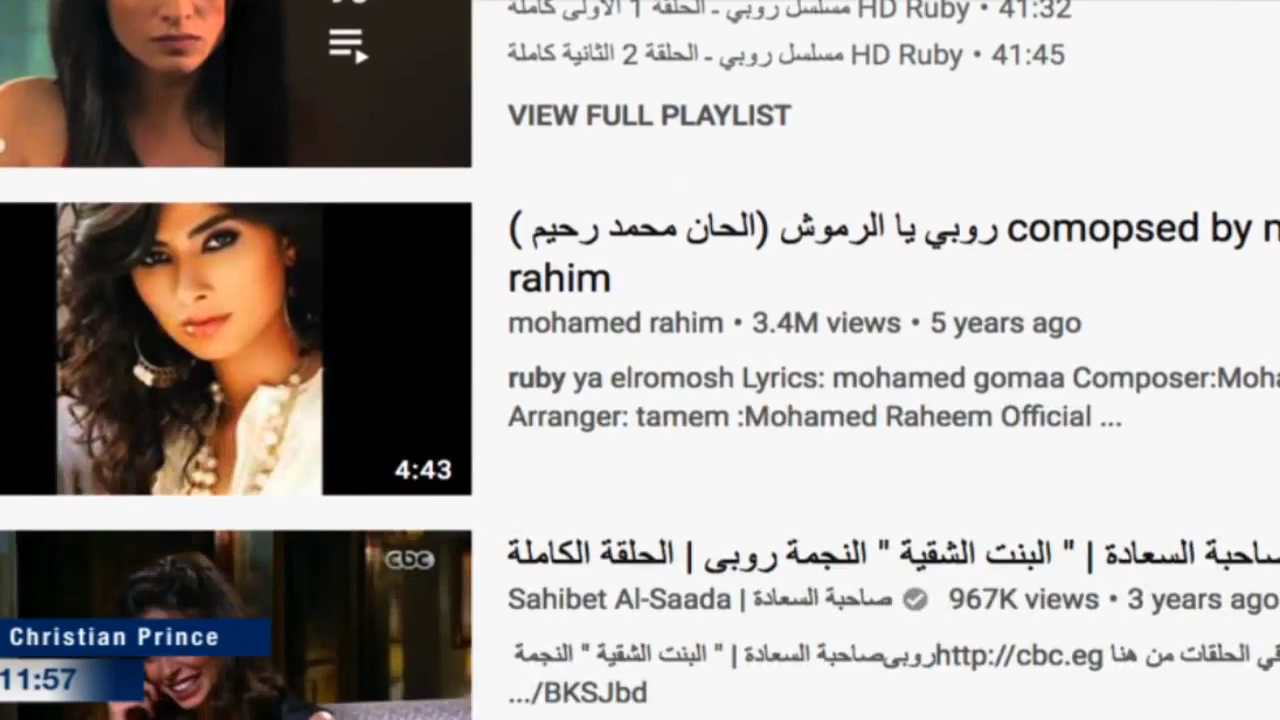 مسلسل روبي - الحلقة 1 الأولى كاملة HD Ruby • 41:32
مسلسل روبي - الحلقة 2 الثانية كاملة HD Ruby • 41:45
VIEW FULL PLAYLIST
روبي يا الرموش (الحان محمد رحيم ) comopsed by
rahim
mohamed rahim • 3.4M views • 5 years ago
ruby ya elromosh Lyrics: mohamed gomaa Composer:Moha
Arranger: tamem :Mohamed Raheem Official ...
4:43
cbc
صاحبة السعادة | " البنت الشقية " النجمة روبى | الحلقة الكاملة
Sahibet Al-Saada | صاحبة السعادة 967K views • 3 years ago
قي الحلقات من هنا http://cbc.egروبىصاحبة السعادة | " البنت الشقية " النجمة
.../BKSJbd
Christian Prince
11:57